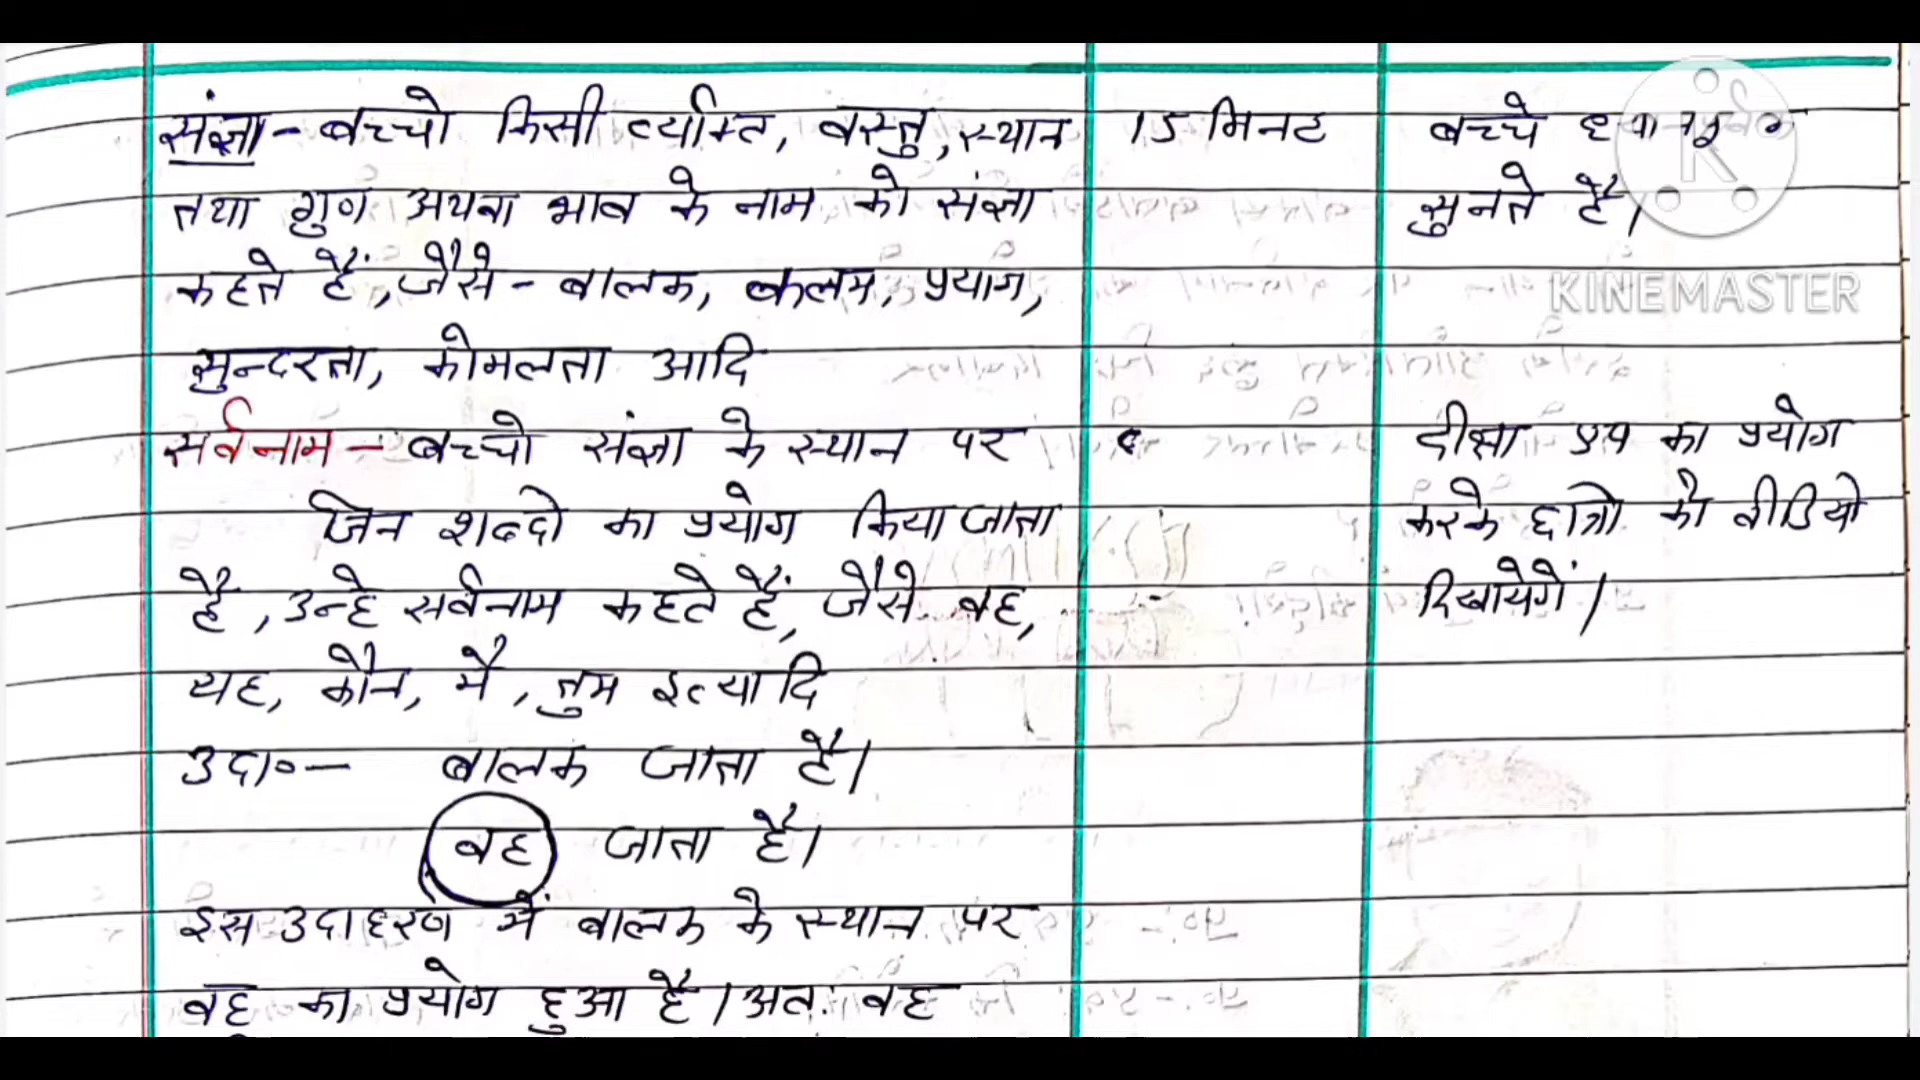 संज्ञा - बच्चो किसी व्यक्ति, वस्तु, स्थान
तथा गुण अथवा भाव के नाम को संज्ञा
कहते हैं, जैसे - बालक, कलम, प्रयाग,
सुन्दरता, कोमलता आदि
सर्वनाम - बच्चो संज्ञा के स्थान पर
जिन शब्दो का प्रयोग किया जाता
है, उन्हे सर्वनाम कहते हैं, जैसे वह,
यह, कौन, मै, तुम इत्यादि
उदा०— बालक जाता है।
वह जाता है।
इस उदाहरण में बालक के स्थान पर
वह का प्रयोग हुआ है। अतः वह
15 मिनट
बच्चे ध्यानपूर्वक
सुनते है।
दीक्षा एप का प्रयोग
करके छात्रो को वीडियो
दिखायेगें।
KINEMASTER